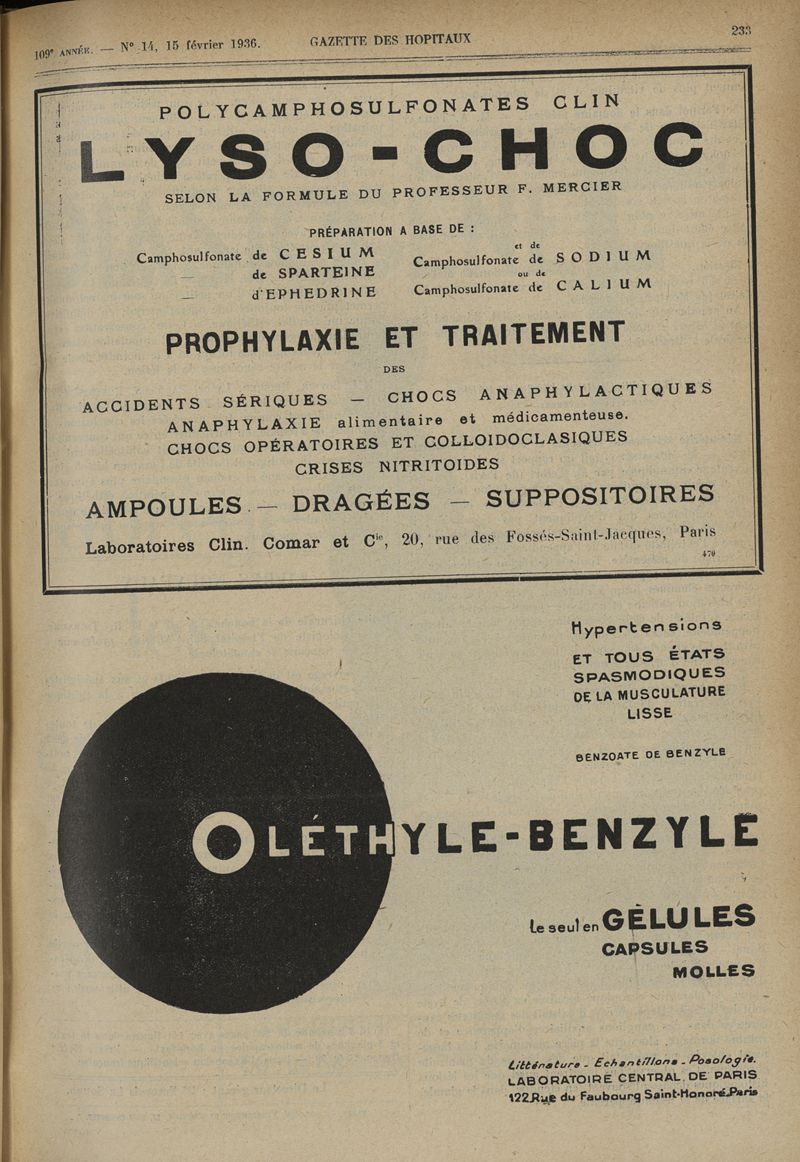 109e ANNÉE. — N° 14, 15 février 1936. GAZETTE DES HOPITAUX 233
POLYCAMPHOSULFONATES CLIN
LYSO-CHOC
SELON LA FORMULE DU PROFESSEUR F. MERCIER
PRÉPARATION A BASE DE :
Camphosulfonate de CESIUM
— de SPARTEINE
— d'EPHEDRINE
et de
Camphosulfonate de SODIUM
ou de
Camphosulfonate de CALIUM
PROPHYLAXIE ET TRAITEMENT
DES
ACCIDENTS SÉRIQUES — CHOCS ANAPHYLACTIQUES
ANAPHYLAXIE alimentaire et médicamenteuse.
CHOCS OPÉRATOIRES ET COLLOIDOCLASIQUES
CRISES NITRITOIDES
AMPOULES — DRAGÉES — SUPPOSITOIRES
Laboratoires Clin. Comar et Cie, 20, rue des Fossés-Saint-Jacques, Paris
470
Hypertensions
ET TOUS ÉTATS
SPASMODIQUES
DE LA MUSCULATURE
LISSE
BENZOATE DE BENZYLE
OLÉTHYLE-BENZYLE
Le seul en GÉLULES
CAPSULES
MOLLES
Littérature - Echantillons - Posologie.
LABORATOIRE CENTRAL DE PARIS
122, Rue du Faubourg Saint-Honoré-Paris